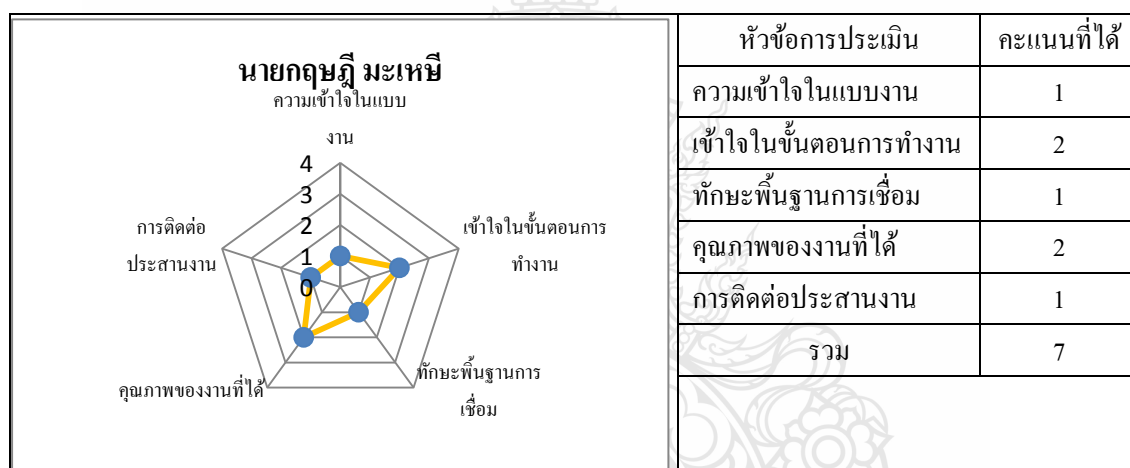 นายกฤษฎี มะเหษี
ความเข้าใจในแบบ
งาน
4
3
2
1
0
เข้าใจในขั้นตอนการ
ทำงาน
ทักษะพิ้นฐานการ
เชื่อม
คุณภาพของงานที่ได้
การติดต่อ
ประสานงาน
หัวข้อการประเมิน คะแนนที่ได้
ความเข้าใจในแบบงาน 1
เข้าใจในขั้นตอนการทำงาน 2
ทักษะพิ้นฐานการเชื่อม 1
คุณภาพของงานที่ได้ 2
การติดต่อประสานงาน 1
รวม 7